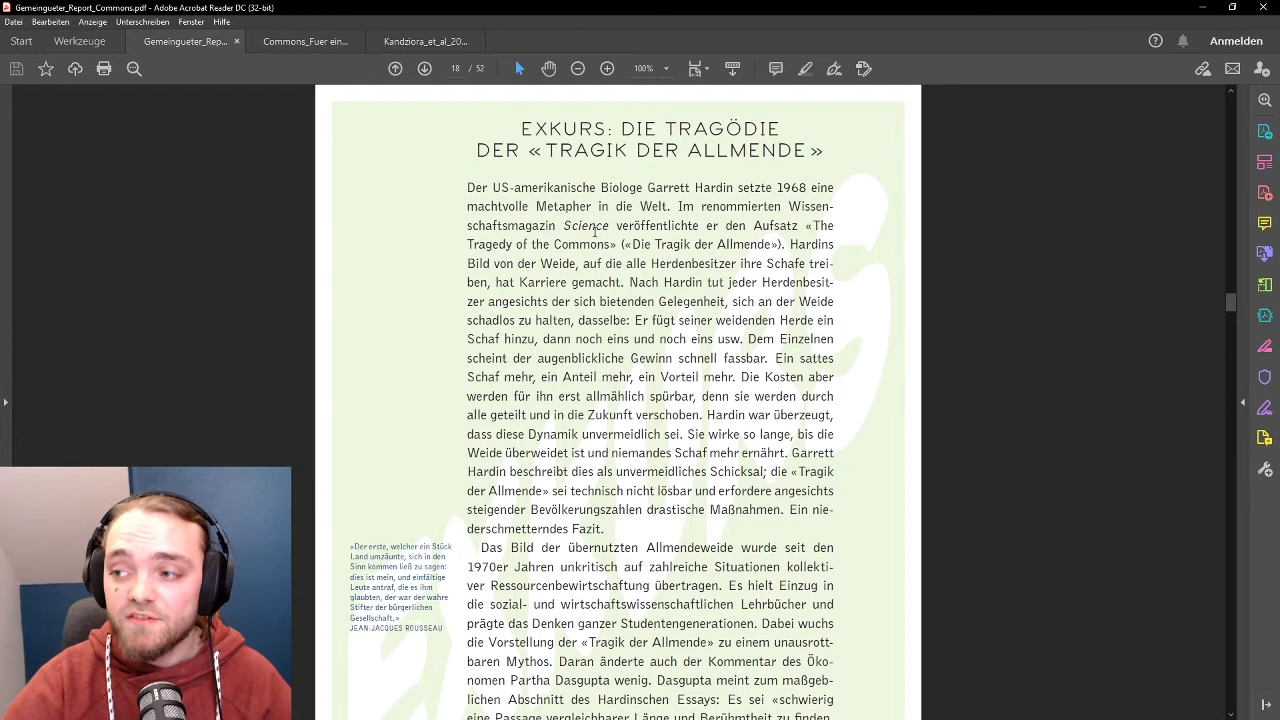 Gemeingueter_Report_Commons.pdf - Adobe Acrobat Reader DC (32-bit)
Datei Bearbeiten Anzeige Unterschreiben Fenster Hilfe
Start Werkzeuge Gemeingueter_Rep... × Commons_Fuer ein... Kandziora_et_al_20... Anmelden
18 / 52 100%
EXKURS: DIE TRAGÖDIE
DER «TRAGIK DER ALLMENDE»
Der US-amerikanische Biologe Garrett Hardin setzte 1968 eine
machtvolle Metapher in die Welt. Im renommierten Wissen-
schaftsmagazin Science veröffentlichte er den Aufsatz «The
Tragedy of the Commons» («Die Tragik der Allmende»). Hardins
Bild von der Weide, auf die alle Herdenbesitzer ihre Schafe trei-
ben, hat Karriere gemacht. Nach Hardin tut jeder Herdenbesit-
zer angesichts der sich bietenden Gelegenheit, sich an der Weide
schadlos zu halten, dasselbe: Er fügt seiner weidenden Herde ein
Schaf hinzu, dann noch eins und noch eins usw. Dem Einzelnen
scheint der augenblickliche Gewinn schnell fassbar. Ein sattes
Schaf mehr, ein Anteil mehr, ein Vorteil mehr. Die Kosten aber
werden für ihn erst allmählich spürbar, denn sie werden durch
alle geteilt und in die Zukunft verschoben. Hardin war überzeugt,
dass diese Dynamik unvermeidlich sei. Sie wirke so lange, bis die
Weide überweidet ist und niemandes Schaf mehr ernährt. Garrett
Hardin beschreibt dies als unvermeidliches Schicksal; die «Tragik
der Allmende» sei technisch nicht lösbar und erfordere angesichts
steigender Bevölkerungszahlen drastische Maßnahmen. Ein nie-
derschmetterndes Fazit.
Das Bild der übernutzten Allmendeweide wurde seit den
1970er Jahren unkritisch auf zahlreiche Situationen kollekti-
ver Ressourcenbewirtschaftung übertragen. Es hielt Einzug in
die sozial- und wirtschaftswissenschaftlichen Lehrbücher und
prägte das Denken ganzer Studentengenerationen. Dabei wuchs
die Vorstellung der «Tragik der Allmende» zu einem unausrott-
baren Mythos. Daran änderte auch der Kommentar des Öko-
nomen Partha Dasgupta wenig. Dasgupta meint zum maßgeb-
lichen Abschnitt des Hardinschen Essays: Es sei «schwierig
eine Passage vergleichbarer Länge und Berühmtheit zu finden,
«Der erste, welcher ein Stück
Land umzäunte, sich in den
Sinn kommen ließ zu sagen:
dies ist mein, und einfältige
Leute antraf, die es ihm
glaubten, der war der wahre
Stifter der bürgerlichen
Gesellschaft.»
JEAN-JACQUES ROUSSEAU